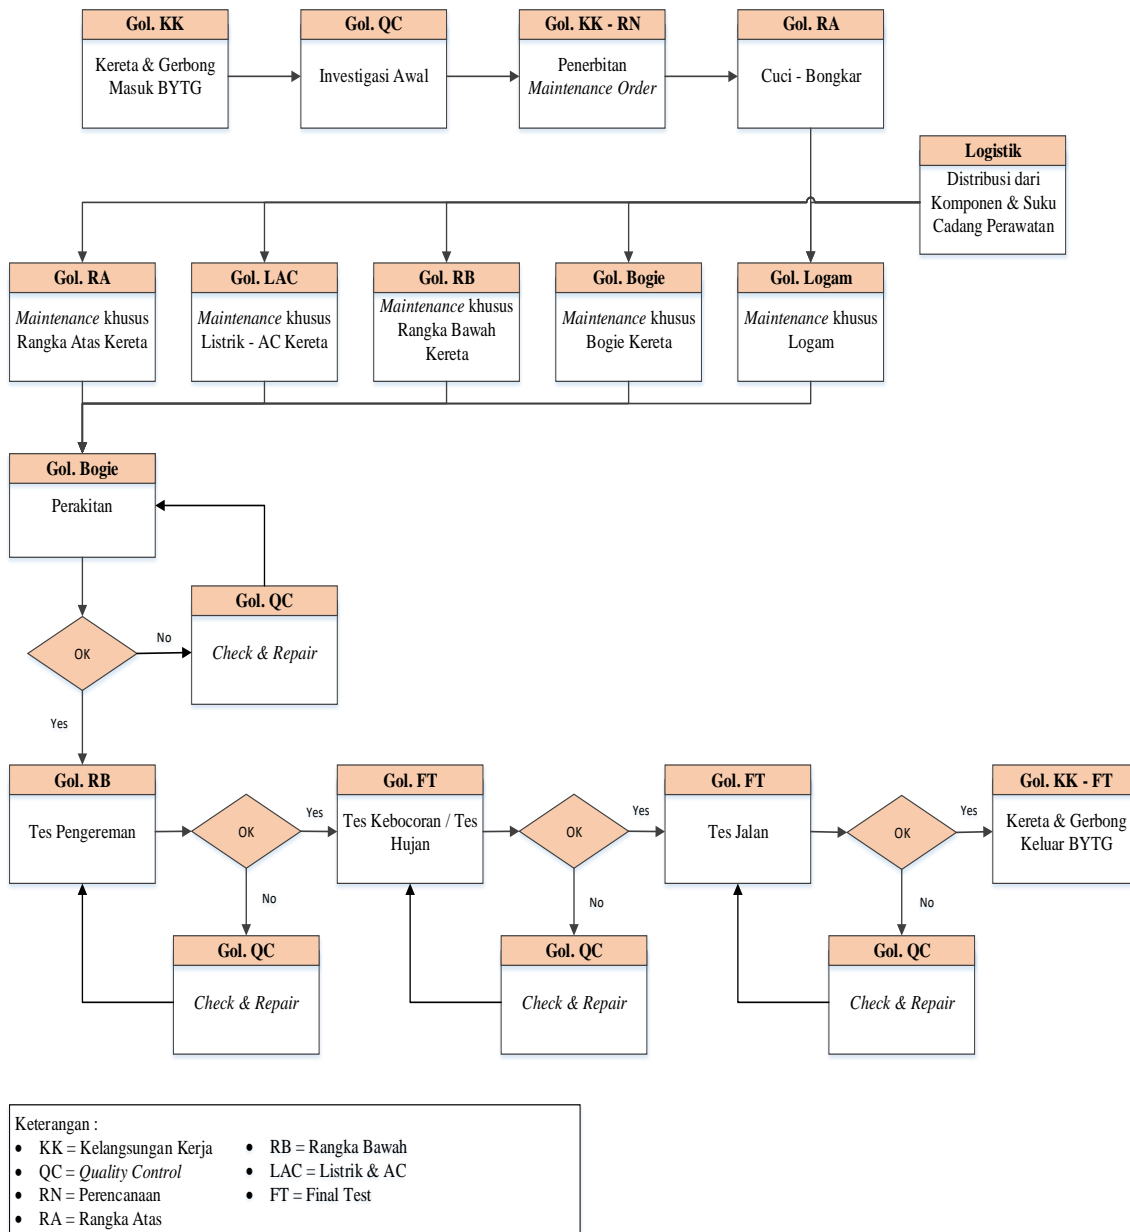 Gol. KK
Kereta & Gerbong
Masuk BYTG
Gol. QC
Investigasi Awal
Gol. KK - RN
Penerbitan
Maintenance Order
Gol. RA
Cuci - Bongkar
Logistik
Distribusi dari
Komponen & Suku
Cadang Perawatan
Gol. RA
Maintenance khusus
Rangka Atas Kereta
Gol. LAC
Maintenance khusus
Listrik - AC Kereta
Gol. RB
Maintenance khusus
Rangka Bawah
Kereta
Gol. Bogie
Maintenance khusus
Bogie Kereta
Gol. Logam
Maintenance khusus
Logam
Gol. Bogie
Perakitan
OK
No
Gol. QC
Check & Repair
Yes
Gol. RB
Tes Pengereman
OK
Yes
No
Gol. QC
Check & Repair
Gol. FT
Tes Kebocoran / Tes
Hujan
OK
Yes
No
Gol. QC
Check & Repair
Gol. FT
Tes Jalan
OK
Yes
No
Gol. QC
Check & Repair
Gol. KK - FT
Kereta & Gerbong
Keluar BYTG
Keterangan :
• KK = Kelangsungan Kerja
• QC = Quality Control
• RN = Perencanaan
• RA = Rangka Atas
• RB = Rangka Bawah
• LAC = Listrik & AC
• FT = Final Test